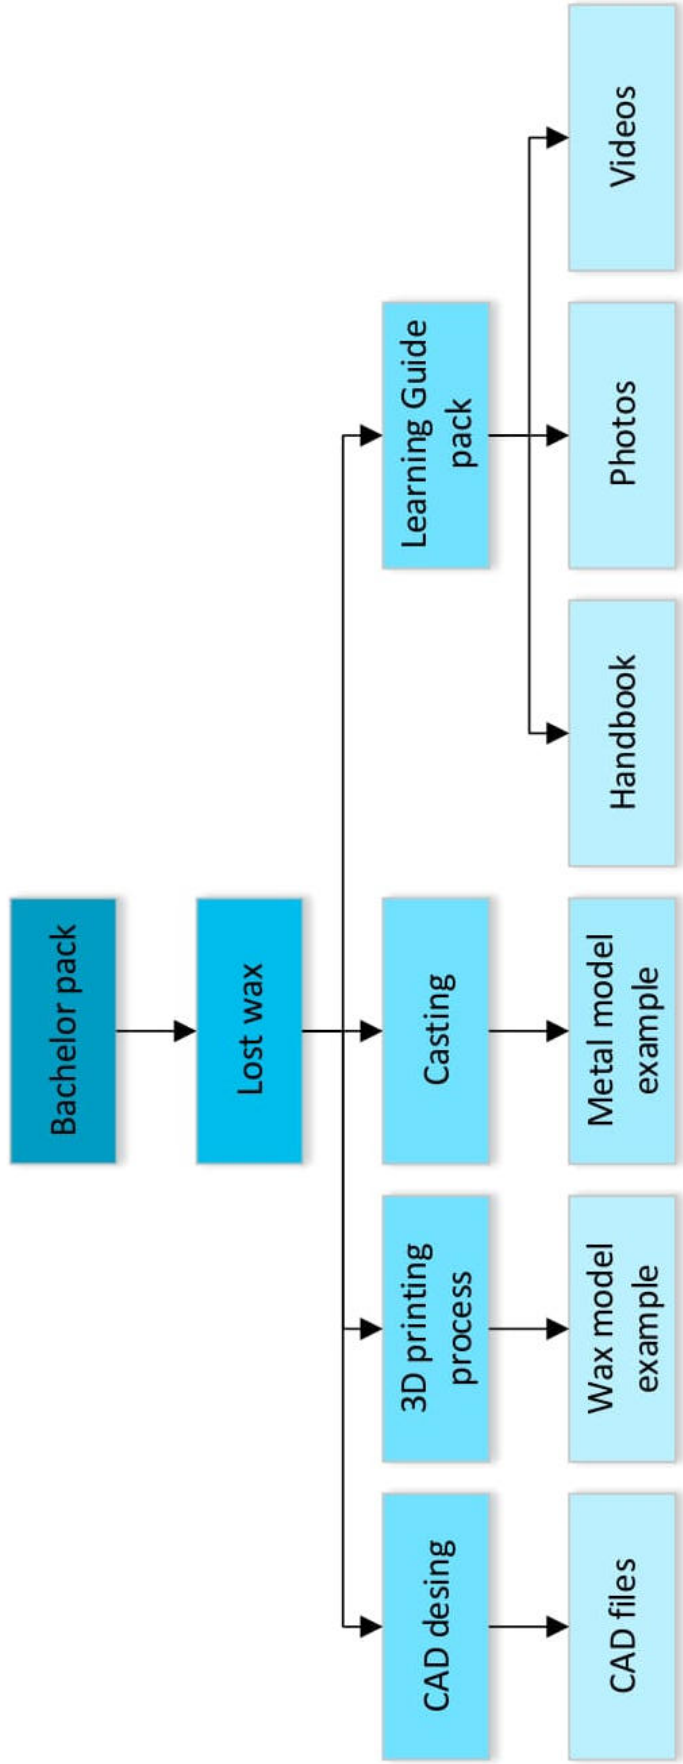 Bachelor pack
Lost wax
CAD desing
3D printing
process
Casting
Learning Guide
pack
CAD files
Wax model
example
Metal model
example
Handbook
Photos
Videos